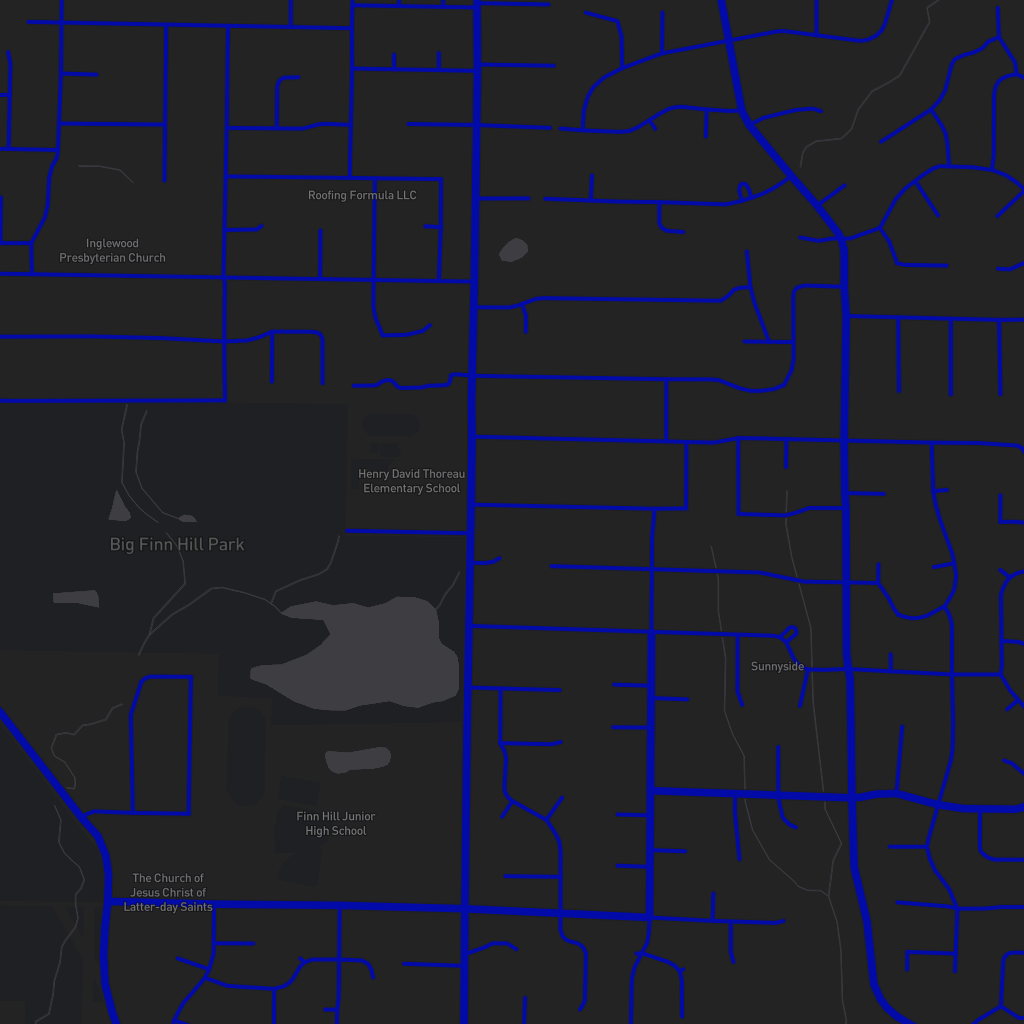 Roofing Formula LLC
Inglewood
Presbyterian Church
Henry David Thoreau
Elementary School
Big Finn Hill Park
Sunnyside
Finn Hill Junior
High School
The Church of
Jesus Christ of
Latter-day Saints